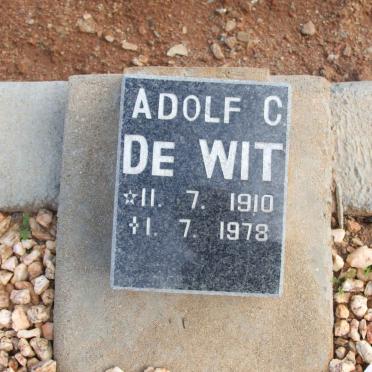 ADOLF C
DE WIT
☆11. 7. 1910
†1. 7. 1978